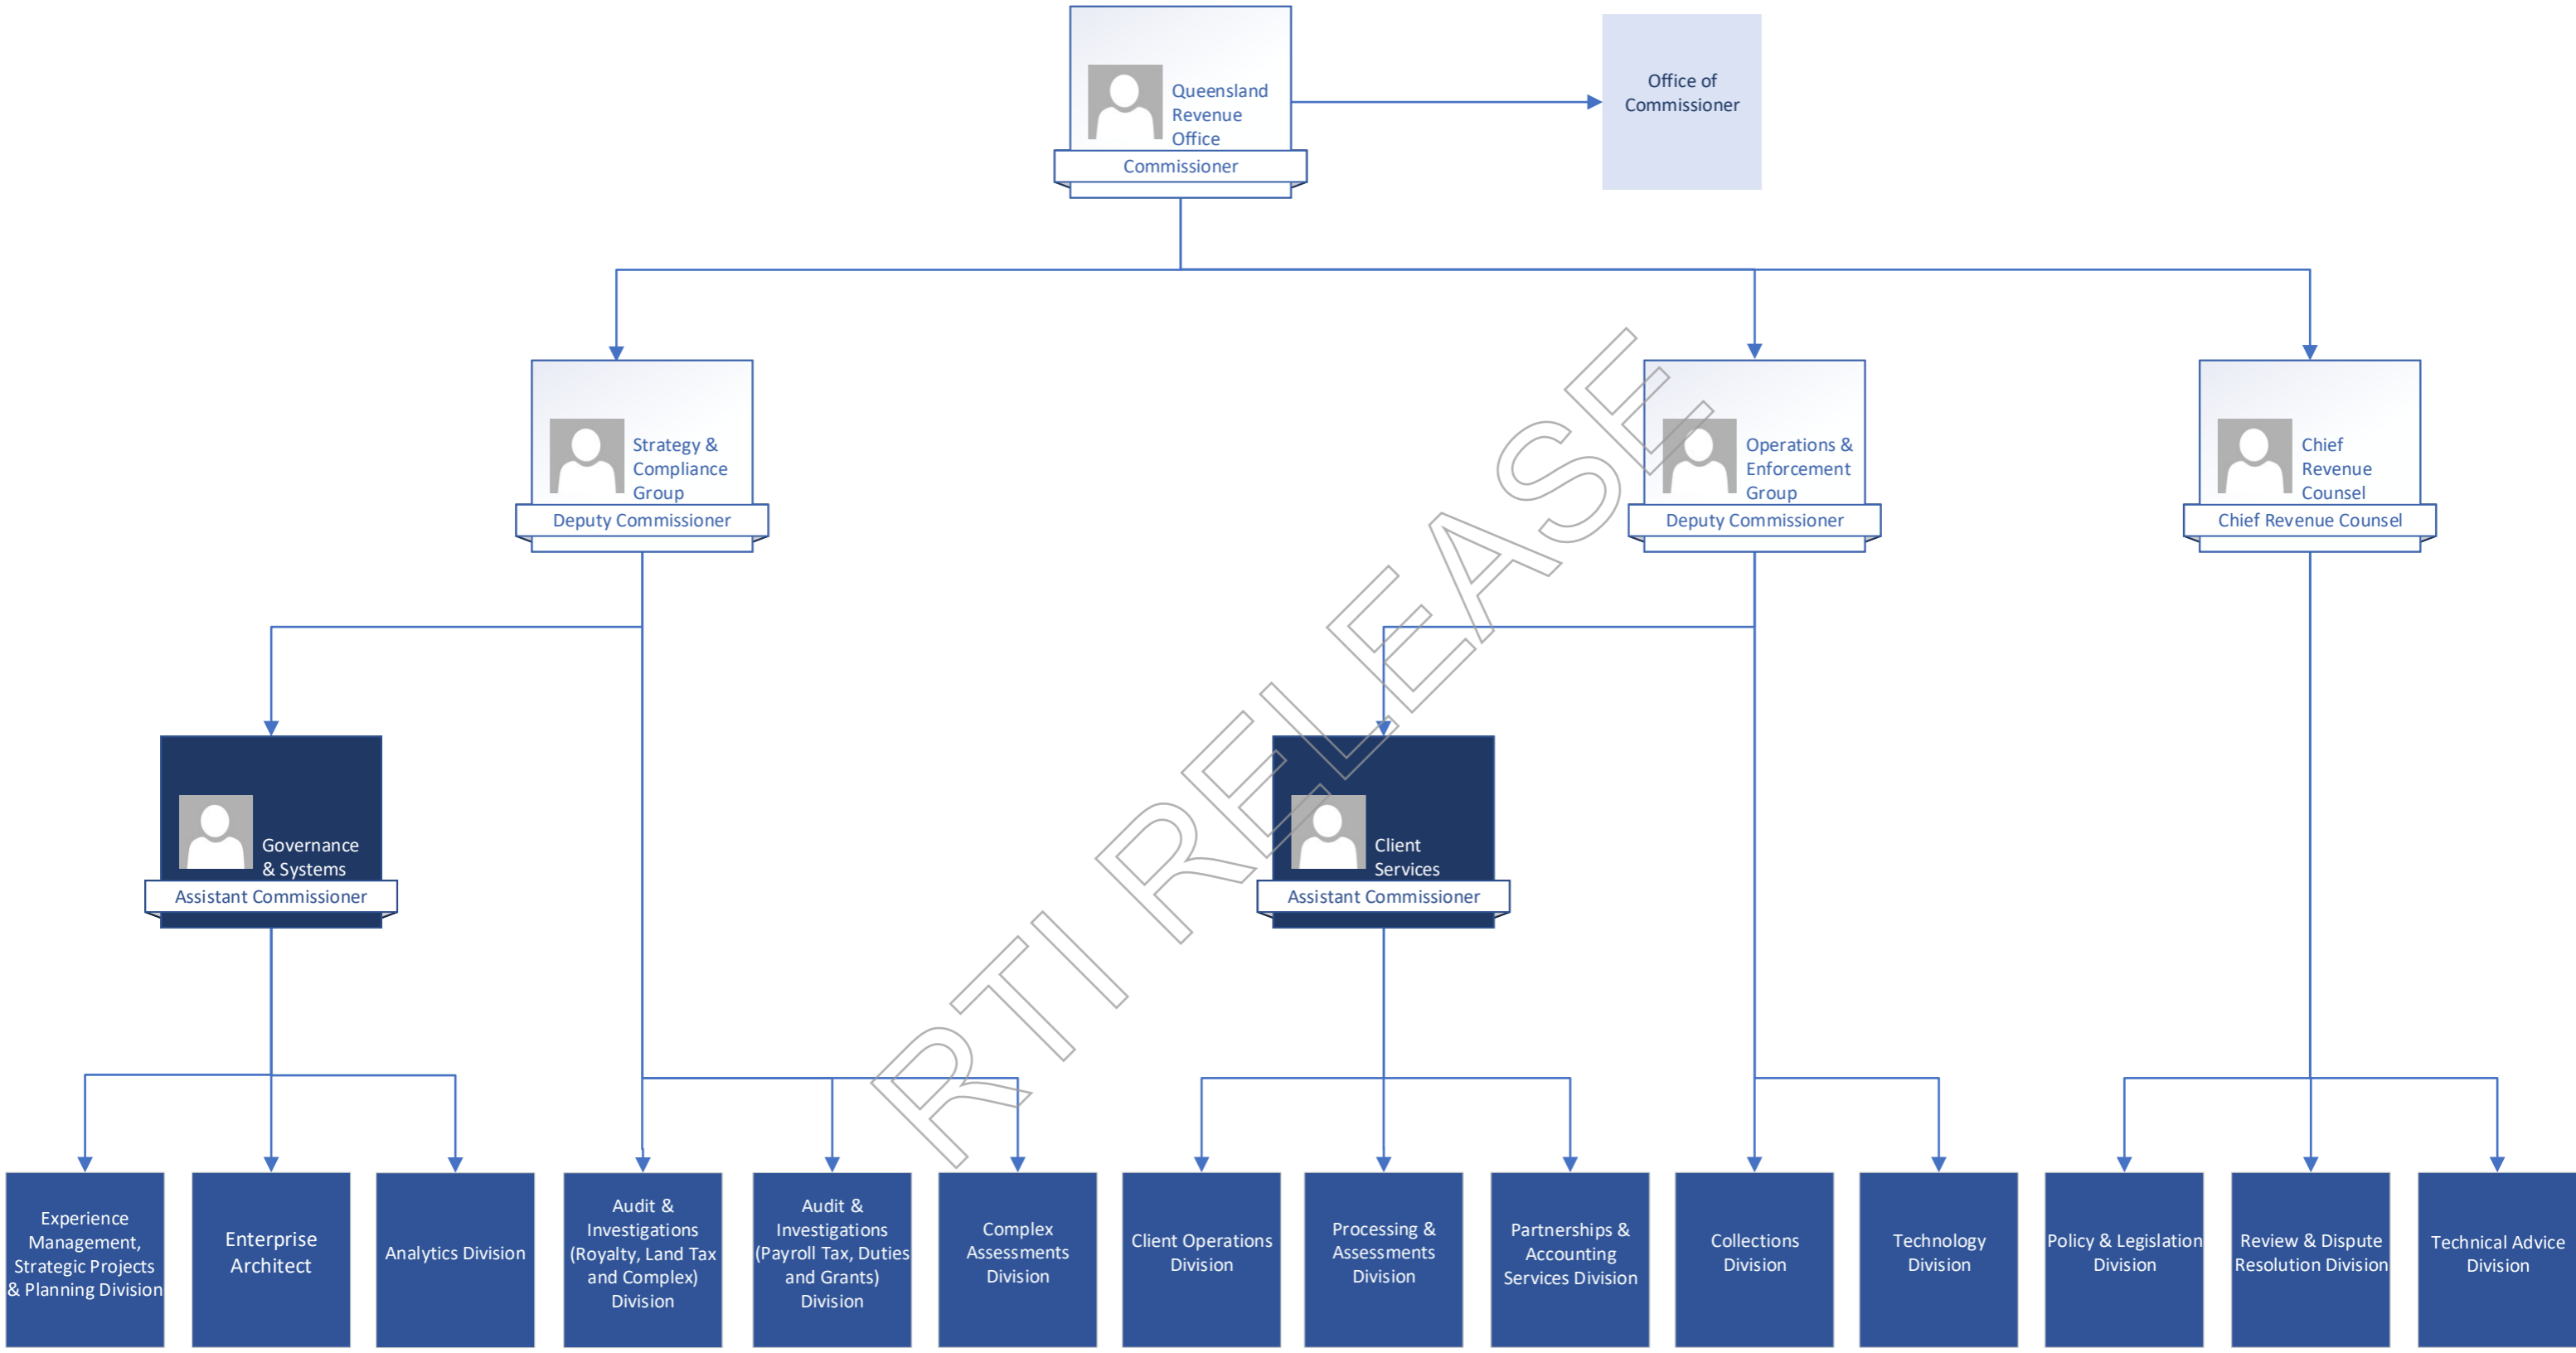 Queensland
Revenue
Office
Commissioner
Office of
Commissioner
Strategy &
Compliance
Group
Deputy Commissioner
Operations &
Enforcement
Group
Deputy Commissioner
Chief
Revenue
Counsel
Chief Revenue Counsel
Governance
& Systems
Assistant Commissioner
Client
Services
Assistant Commissioner
RTI RELEASE
Experience
Management,
Strategic Projects
& Planning Division
Enterprise
Architect
Analytics Division
Audit &
Investigations
(Royalty, Land Tax
and Complex)
Division
Audit &
Investigations
(Payroll Tax, Duties
and Grants)
Division
Complex
Assessments
Division
Client Operations
Division
Processing &
Assessments
Division
Partnerships &
Accounting
Services Division
Collections
Division
Technology
Division
Policy & Legislation
Division
Review & Dispute
Resolution Division
Technical Advice
Division